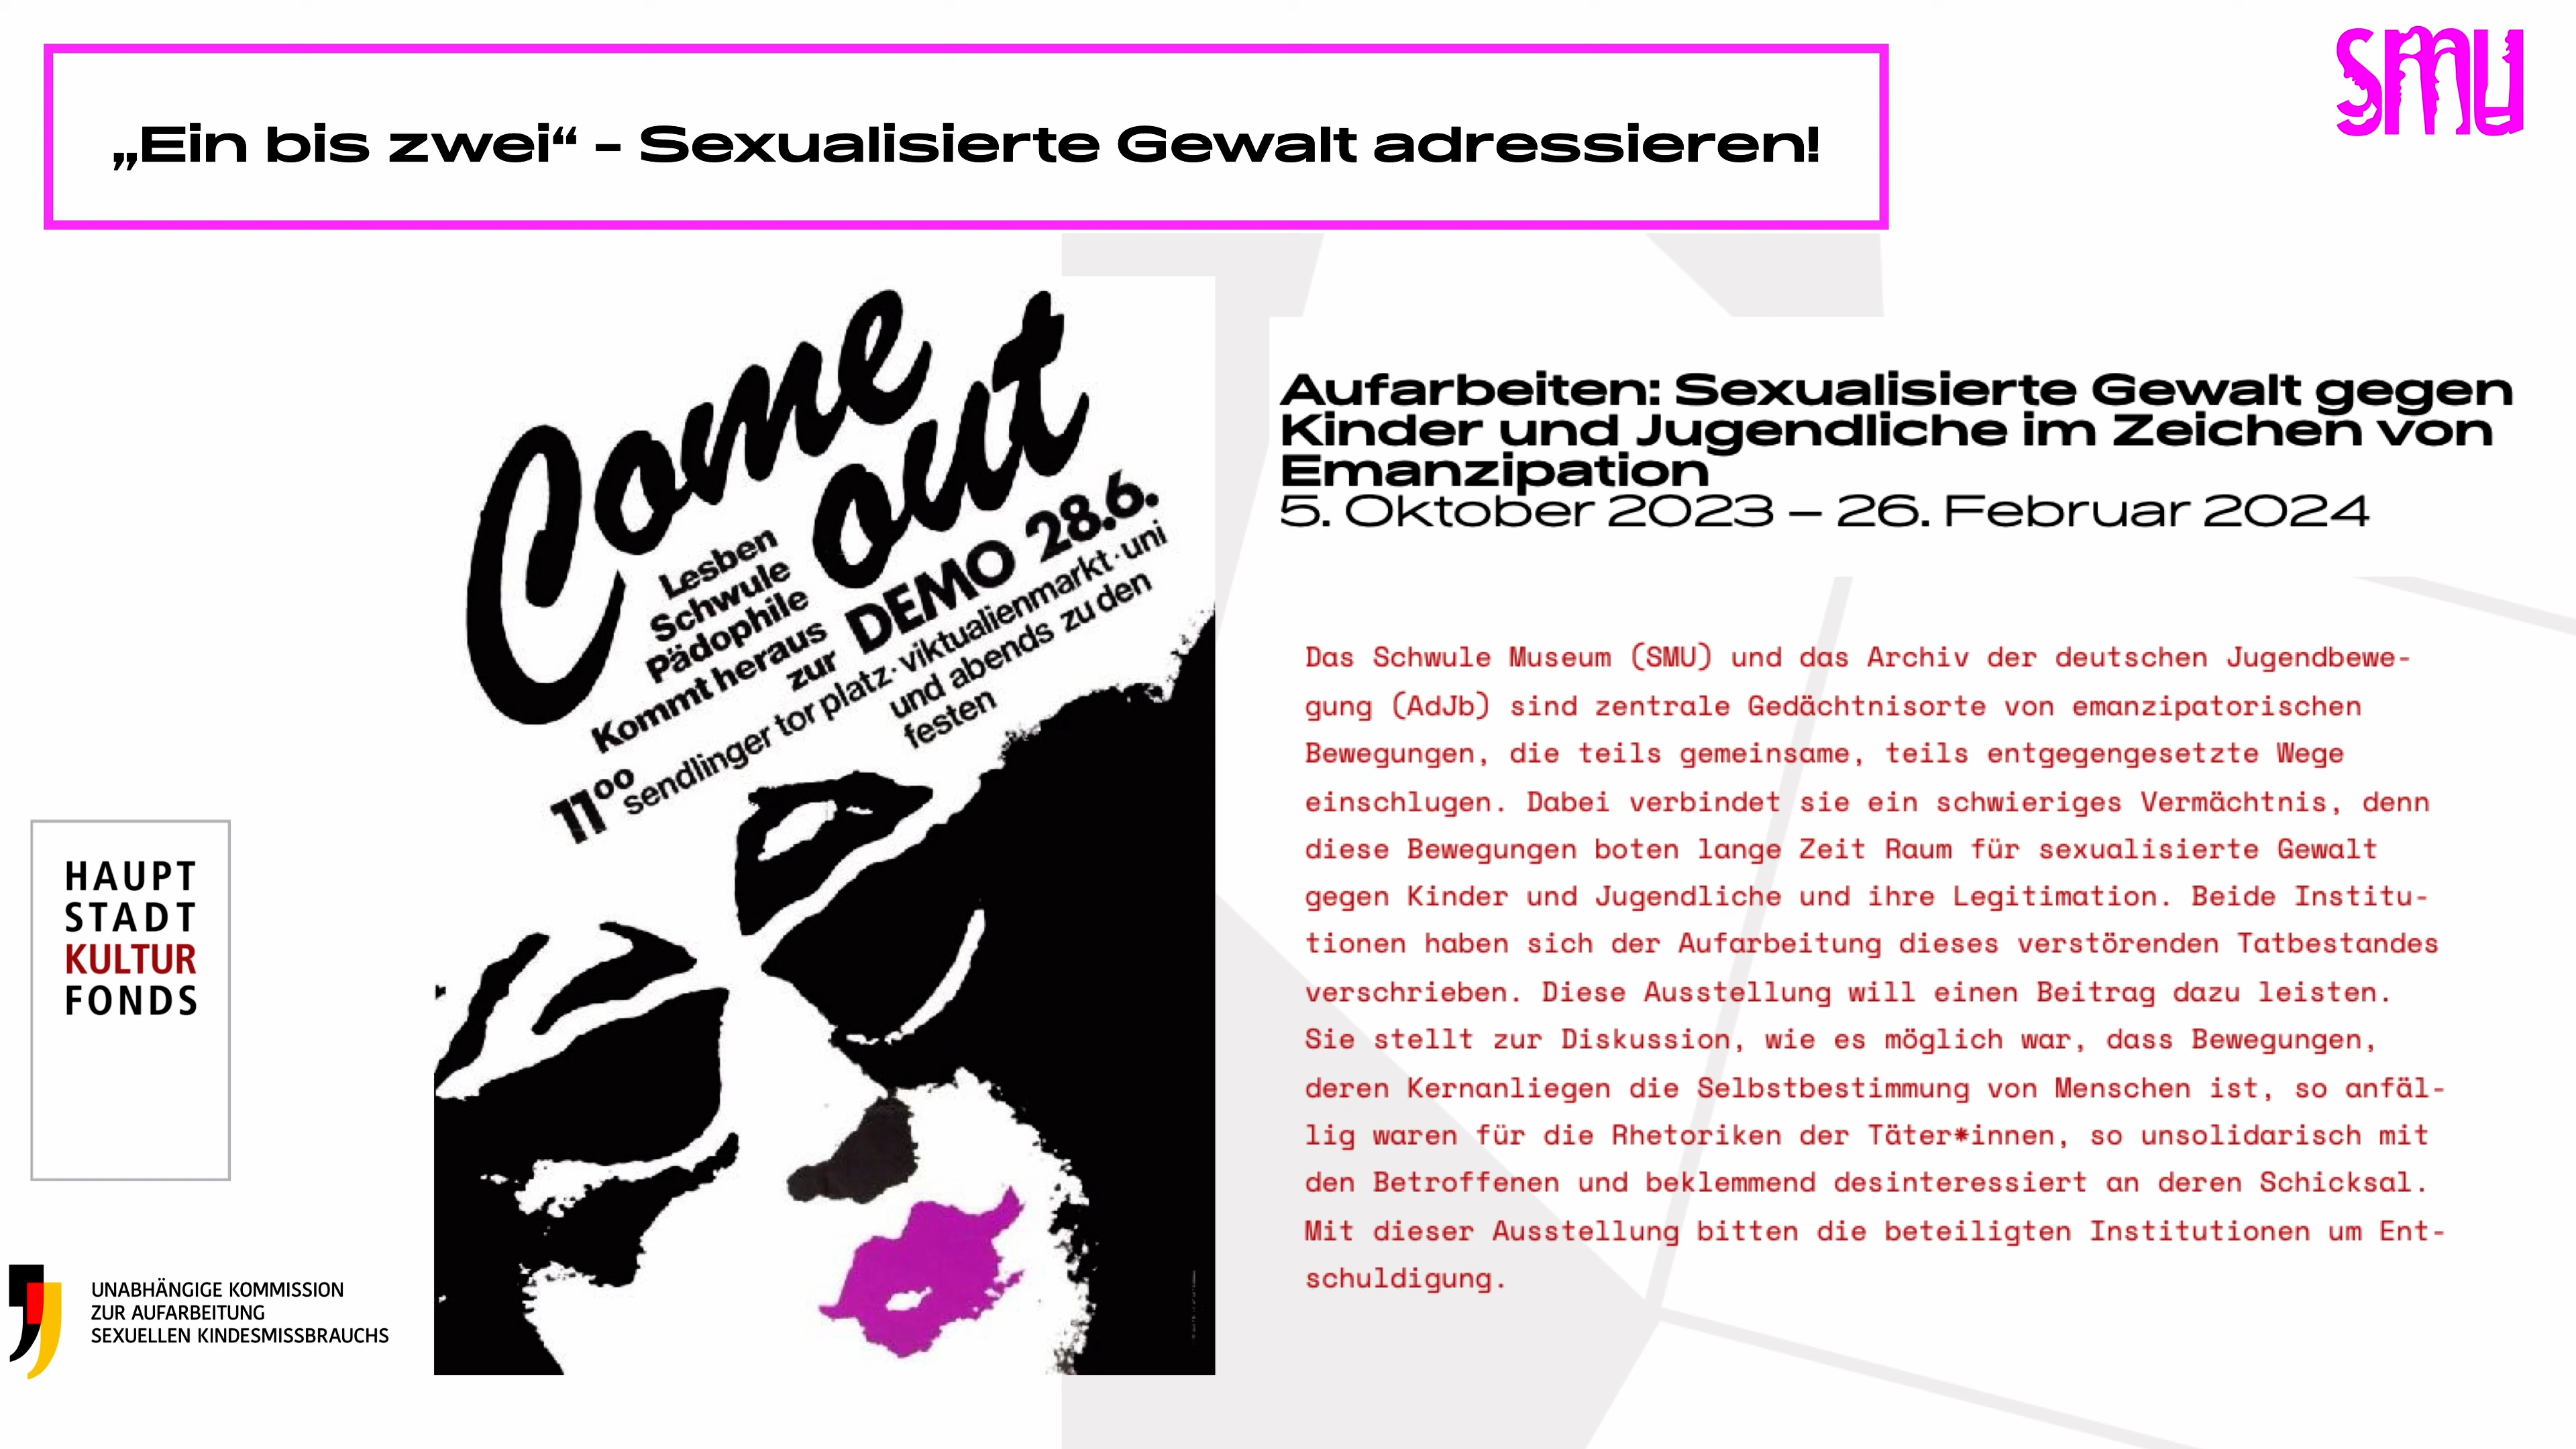 „Ein bis zwei“ – Sexualisierte Gewalt adressieren!
smu
Come
out
Lesben
Schwule
Pädophile
Kommt heraus
zur DEMO 28.6.
11⁰⁰ sendlinger tor platz·viktualienmarkt·uni
und abends zu den
festen
Aufarbeiten: Sexualisierte Gewalt gegen
Kinder und Jugendliche im Zeichen von
Emanzipation
5. Oktober 2023 – 26. Februar 2024
Das Schwule Museum (SMU) und das Archiv der deutschen Jugendbewe-
gung (AdJb) sind zentrale Gedächtnisorte von emanzipatorischen
Bewegungen, die teils gemeinsame, teils entgegengesetzte Wege
einschlugen. Dabei verbindet sie ein schwieriges Vermächtnis, denn
diese Bewegungen boten lange Zeit Raum für sexualisierte Gewalt
gegen Kinder und Jugendliche und ihre Legitimation. Beide Institu-
tionen haben sich der Aufarbeitung dieses verstörenden Tatbestandes
verschrieben. Diese Ausstellung will einen Beitrag dazu leisten.
Sie stellt zur Diskussion, wie es möglich war, dass Bewegungen,
deren Kernanliegen die Selbstbestimmung von Menschen ist, so anfäl-
lig waren für die Rhetoriken der Täter*innen, so unsolidarisch mit
den Betroffenen und beklemmend desinteressiert an deren Schicksal.
Mit dieser Ausstellung bitten die beteiligten Institutionen um Ent-
schuldigung.
HAUPT
STADT
KULTUR
FONDS
UNABHÄNGIGE KOMMISSION
ZUR AUFARBEITUNG
SEXUELLEN KINDESMISSBRAUCHS